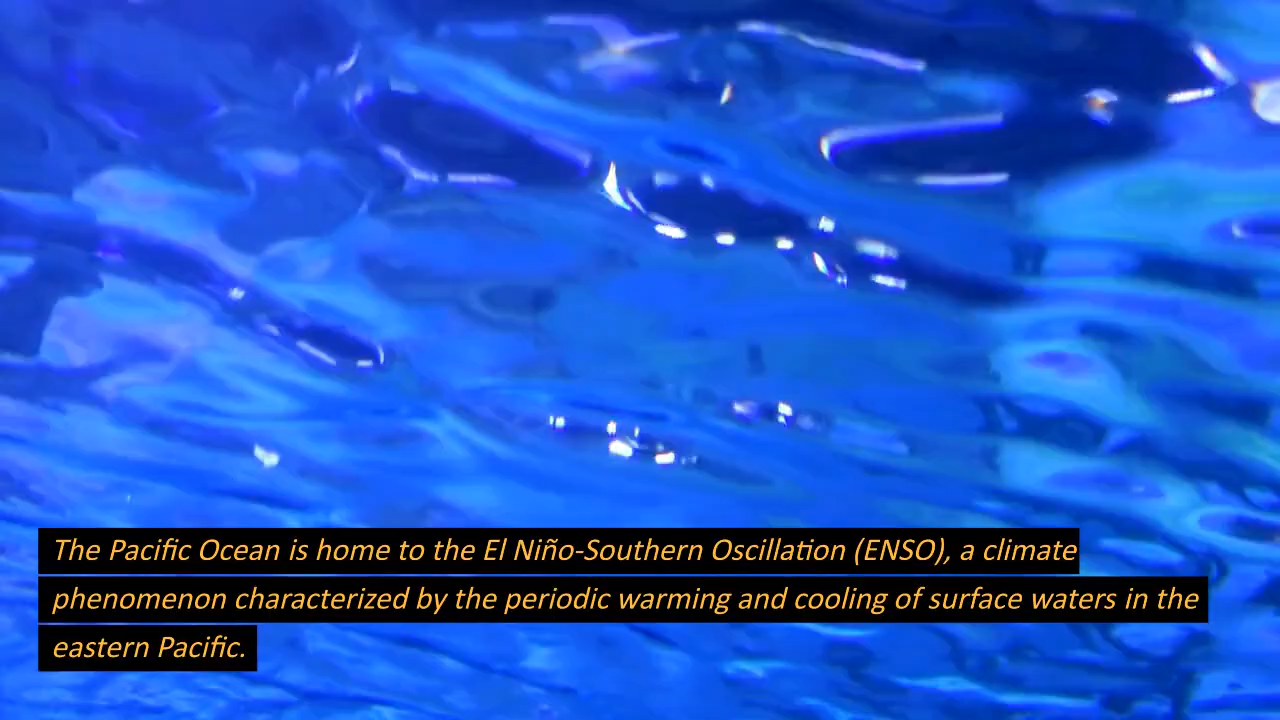 The Pacific Ocean is home to the El Niño-Southern Oscillation (ENSO), a climate
phenomenon characterized by the periodic warming and cooling of surface waters in the
eastern Pacific.